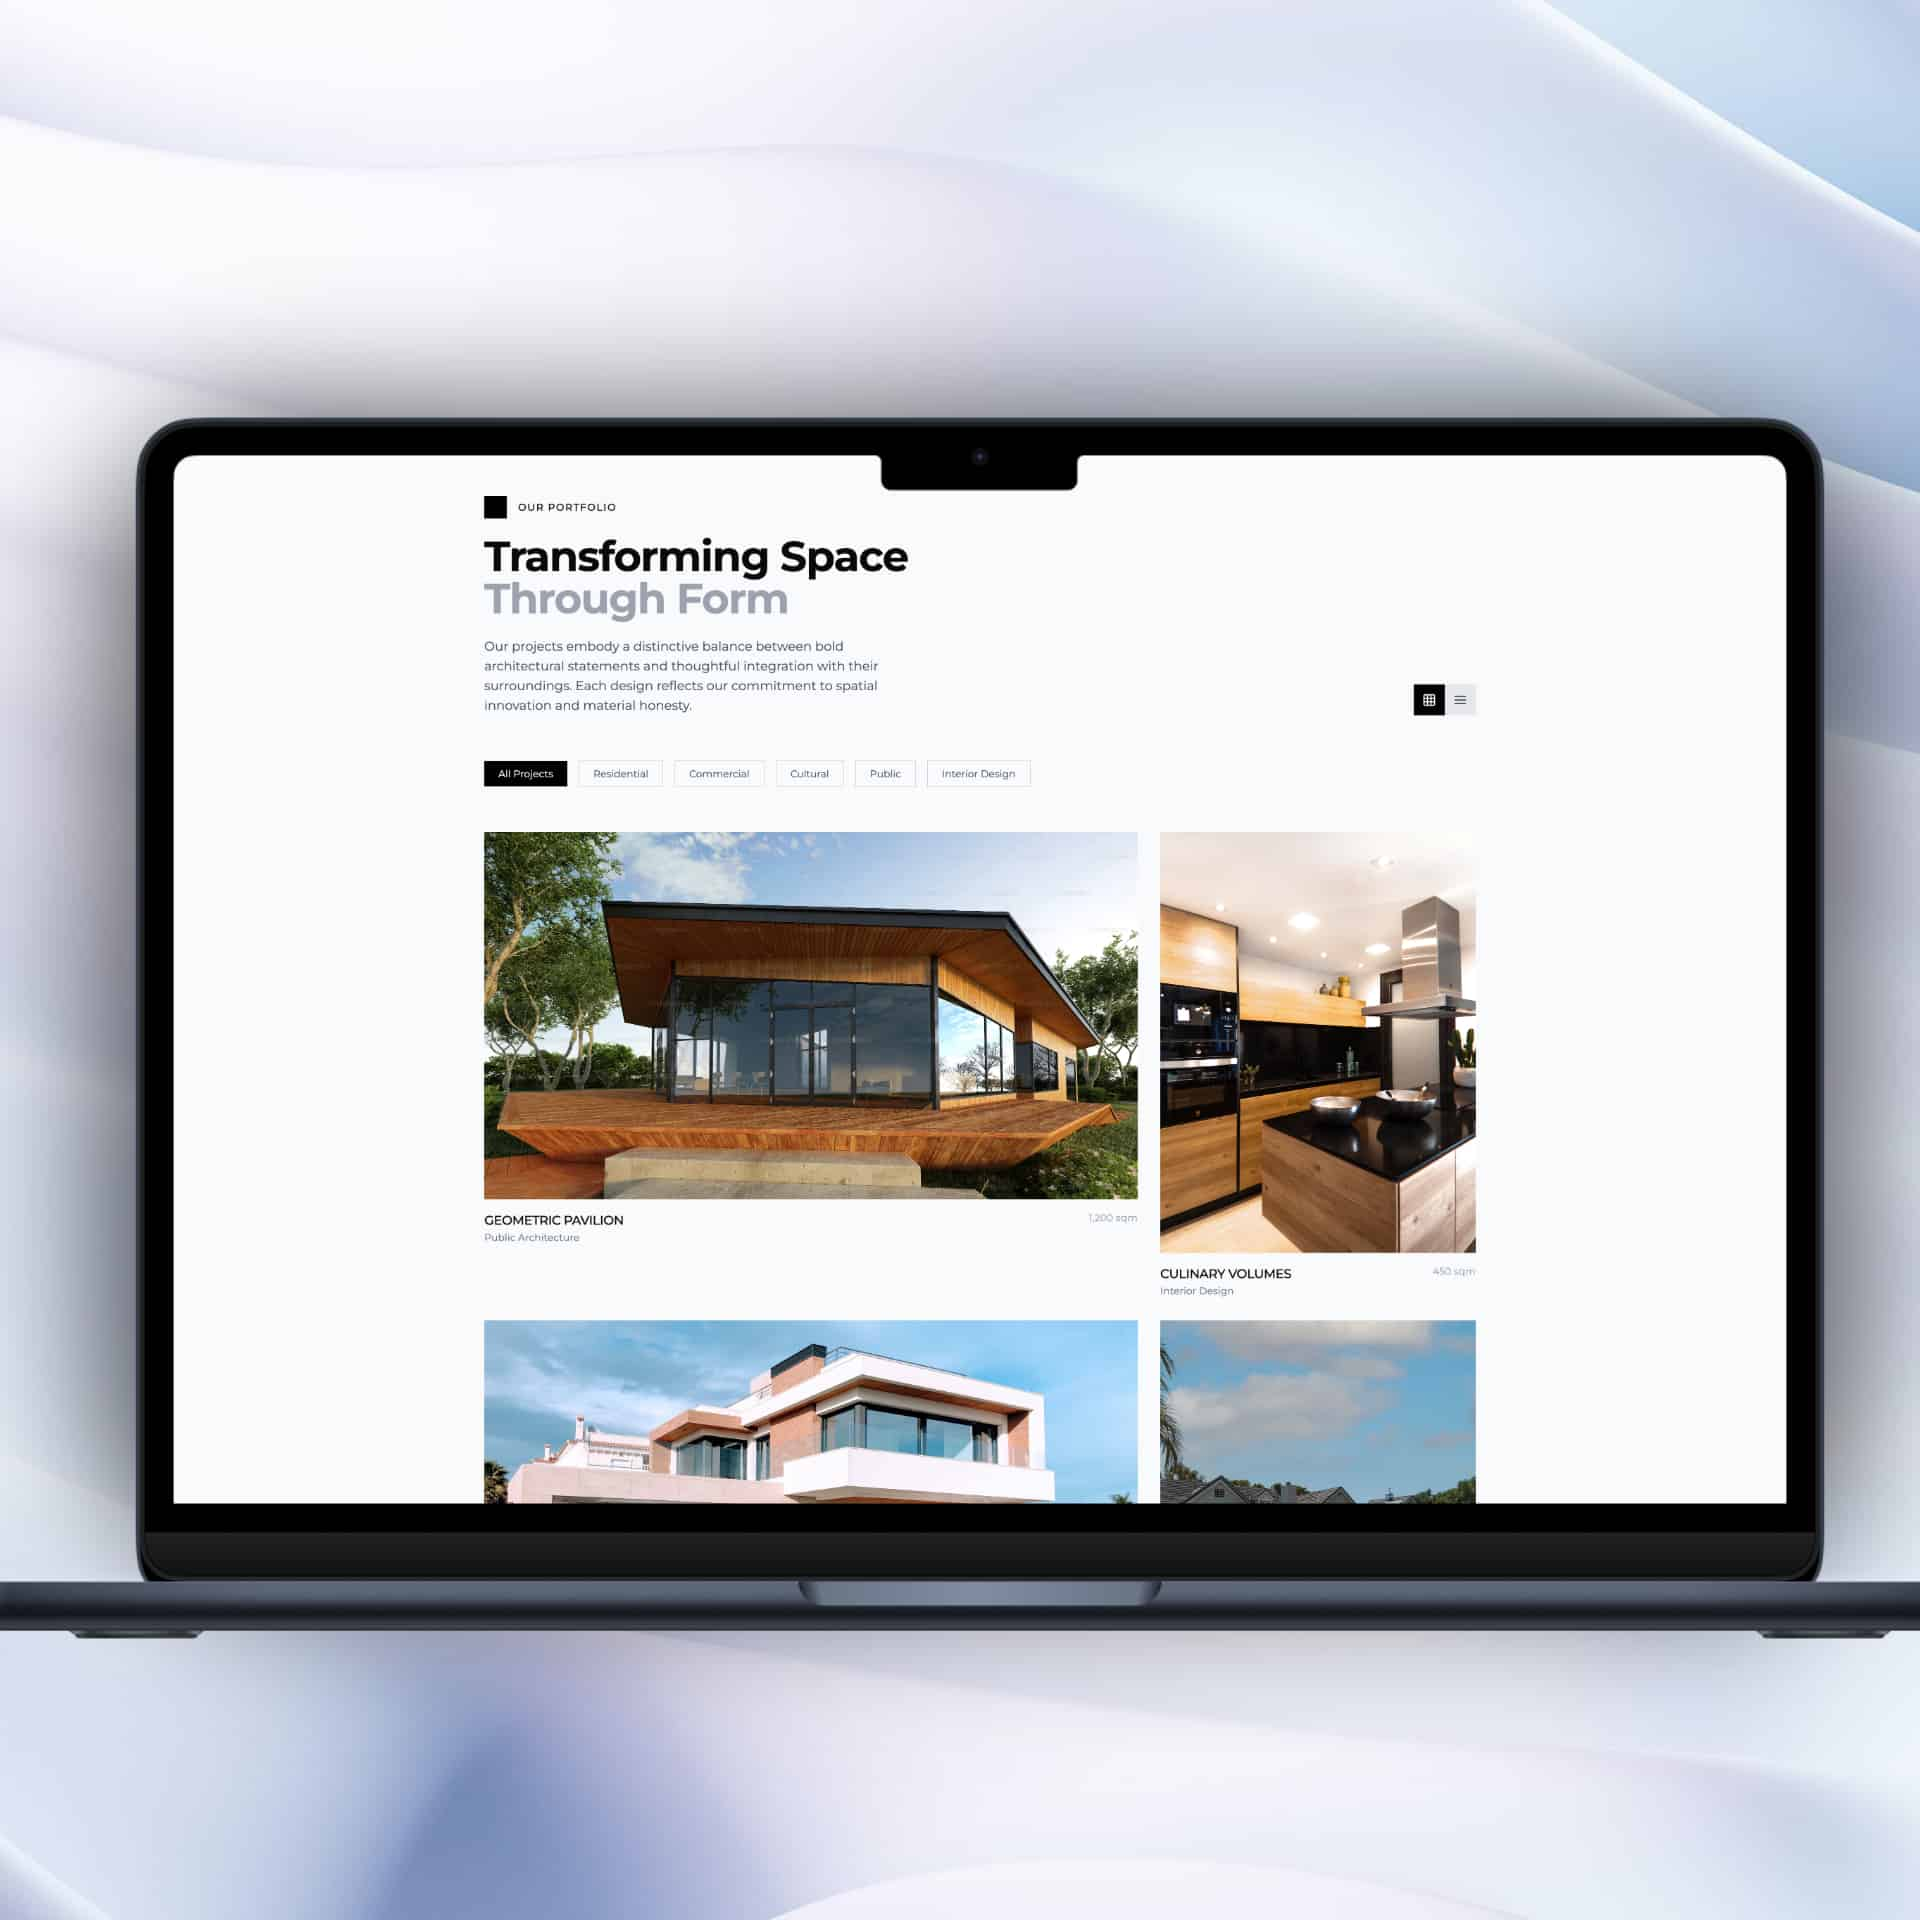 OUR PORTFOLIO
Transforming Space
Through Form
Our projects embody a distinctive balance between bold
architectural statements and thoughtful integration with their
surroundings. Each design reflects our commitment to spatial
innovation and material honesty.
All Projects
Residential
Commercial
Cultural
Public
Interior Design
GEOMETRIC PAVILION
1,200 sqm
Public Architecture
CULINARY VOLUMES
450 sqm
Interior Design